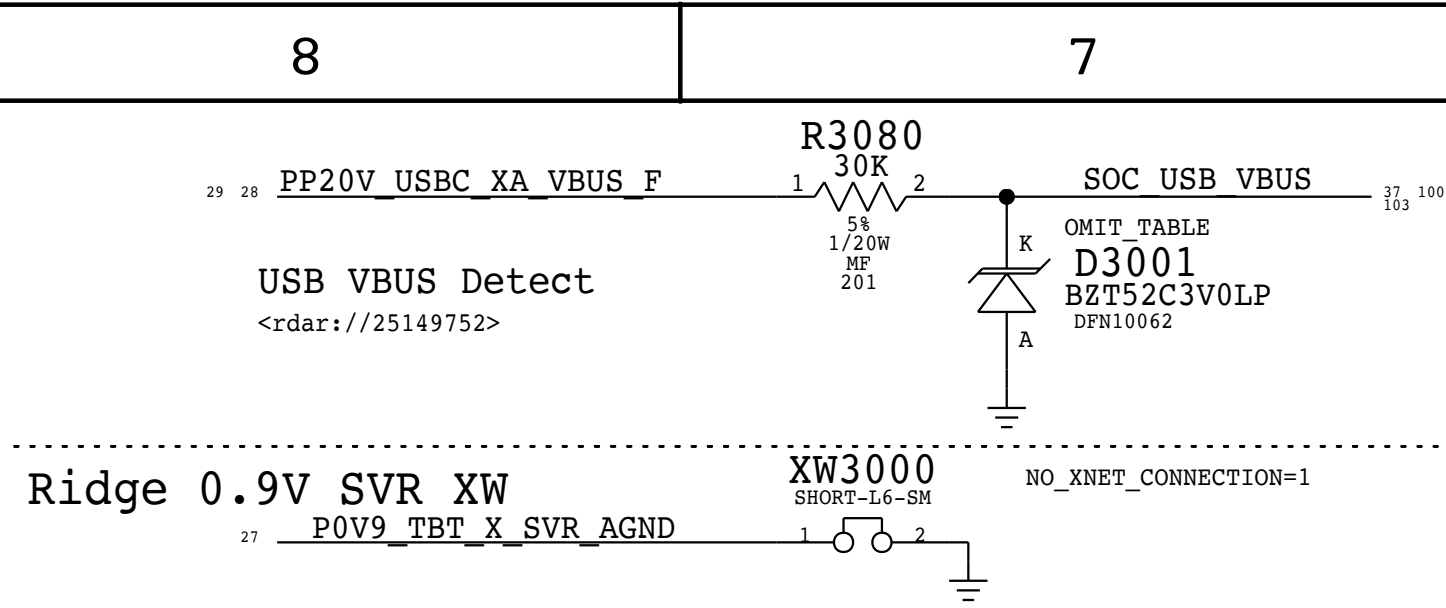 8 7
R3080
30K
29 28 PP20V_USBC_XA_VBUS_F 1 2 SOC_USB_VBUS 37 100
103
5%
1/20W
MF
201
OMIT_TABLE
K
D3001
BZT52C3V0LP
DFN10062
A
USB VBUS Detect
<rdar://25149752>
Ridge 0.9V SVR XW
XW3000
SHORT-L6-SM
NO_XNET_CONNECTION=1
27 P0V9_TBT_X_SVR_AGND 1 2